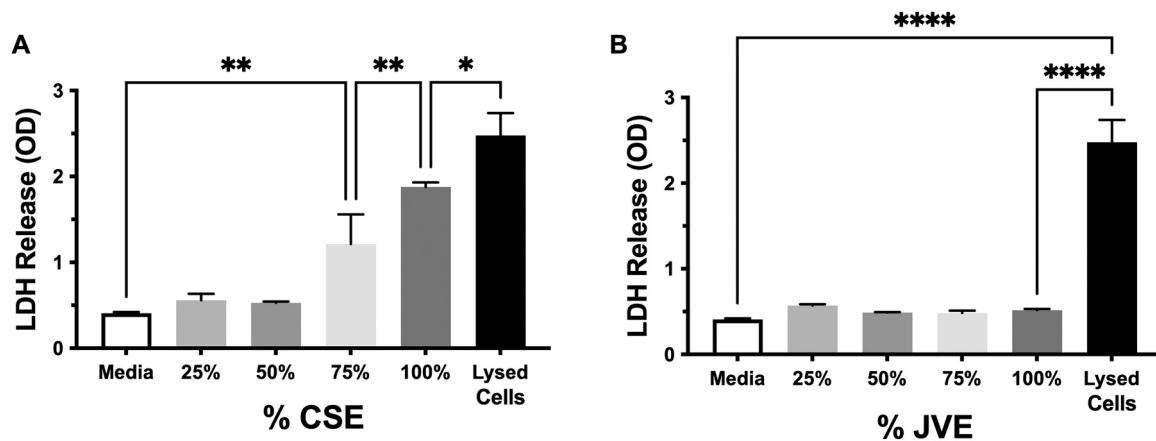 A
** ** *
LDH Release (OD)
3
2
1
0
Media 25% 50% 75% 100% Lysed
Cells
% CSE
B
****
****
LDH Release (OD)
3
2
1
0
Media 25% 50% 75% 100% Lysed
Cells
% JVE